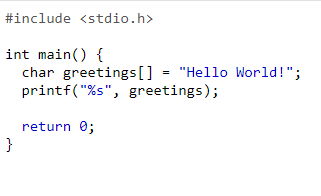 #include <stdio.h>
int main() {
  char greetings[] = "Hello World!";
  printf("%s", greetings);
  return 0;
}